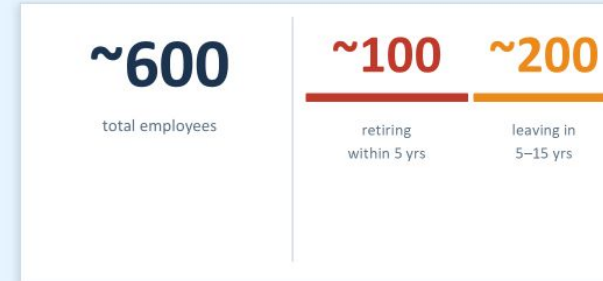 ~600
total employees
~100
retiring
within 5 yrs
~200
leaving in
5–15 yrs